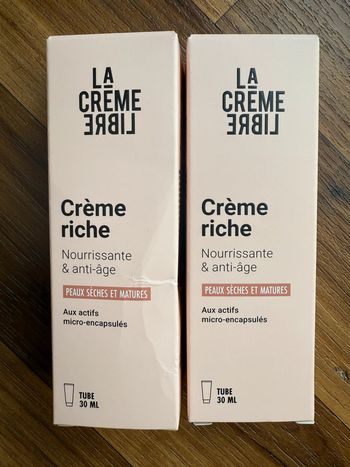 LA
CRÈME
LIBRE
Crème
riche
Nourrissante
& anti-âge
PEAUX SÈCHES ET MATURES
Aux actifs
micro-encapsulés
TUBE
30 ML
LA
CRÈME
LIBRE
Crème
riche
Nourrissante
& anti-âge
PEAUX SÈCHES ET MATURES
Aux actifs
micro-encapsulés
TUBE
30 ML